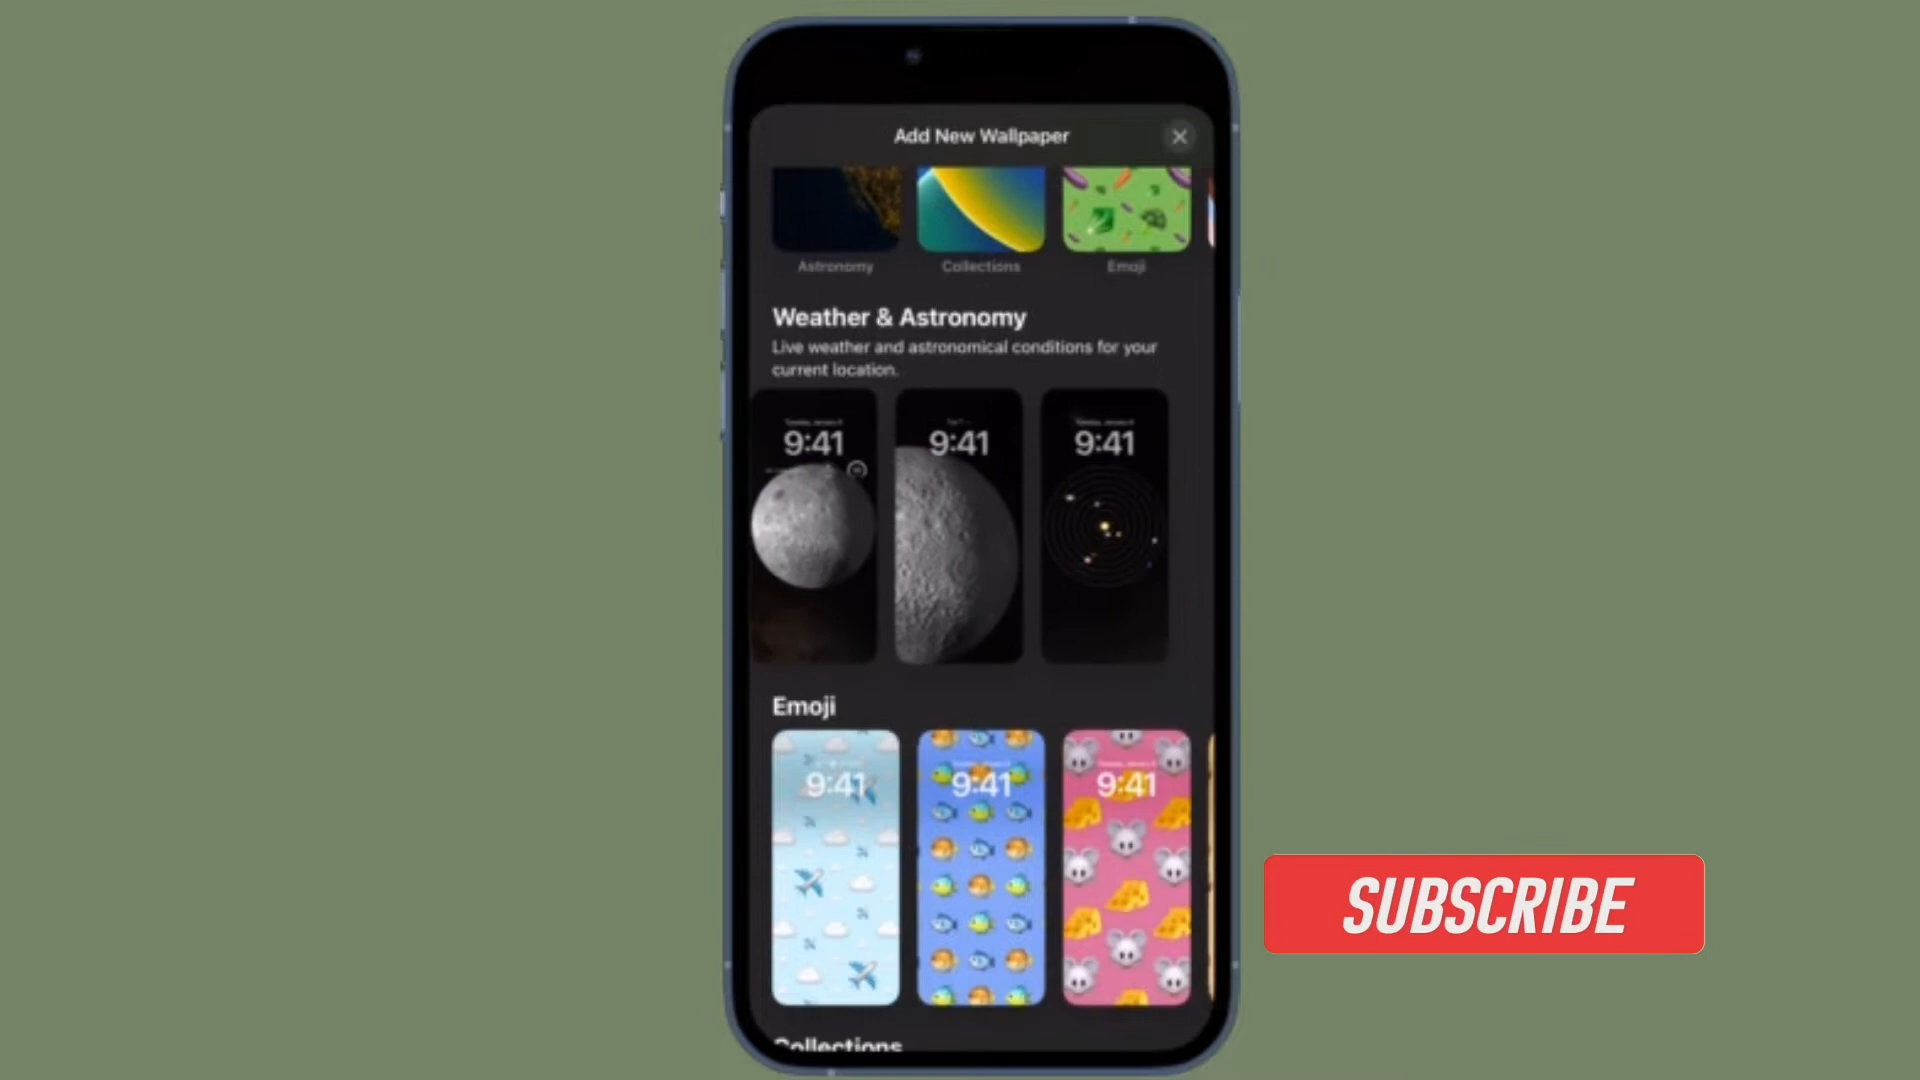 Add New Wallpaper
Astronomy
Collections
Emoji
Weather & Astronomy
Live weather and astronomical conditions for your
current location.
9:41
9:41
9:41
Emoji
9:41
9:41
9:41
SUBSCRIBE
Collections